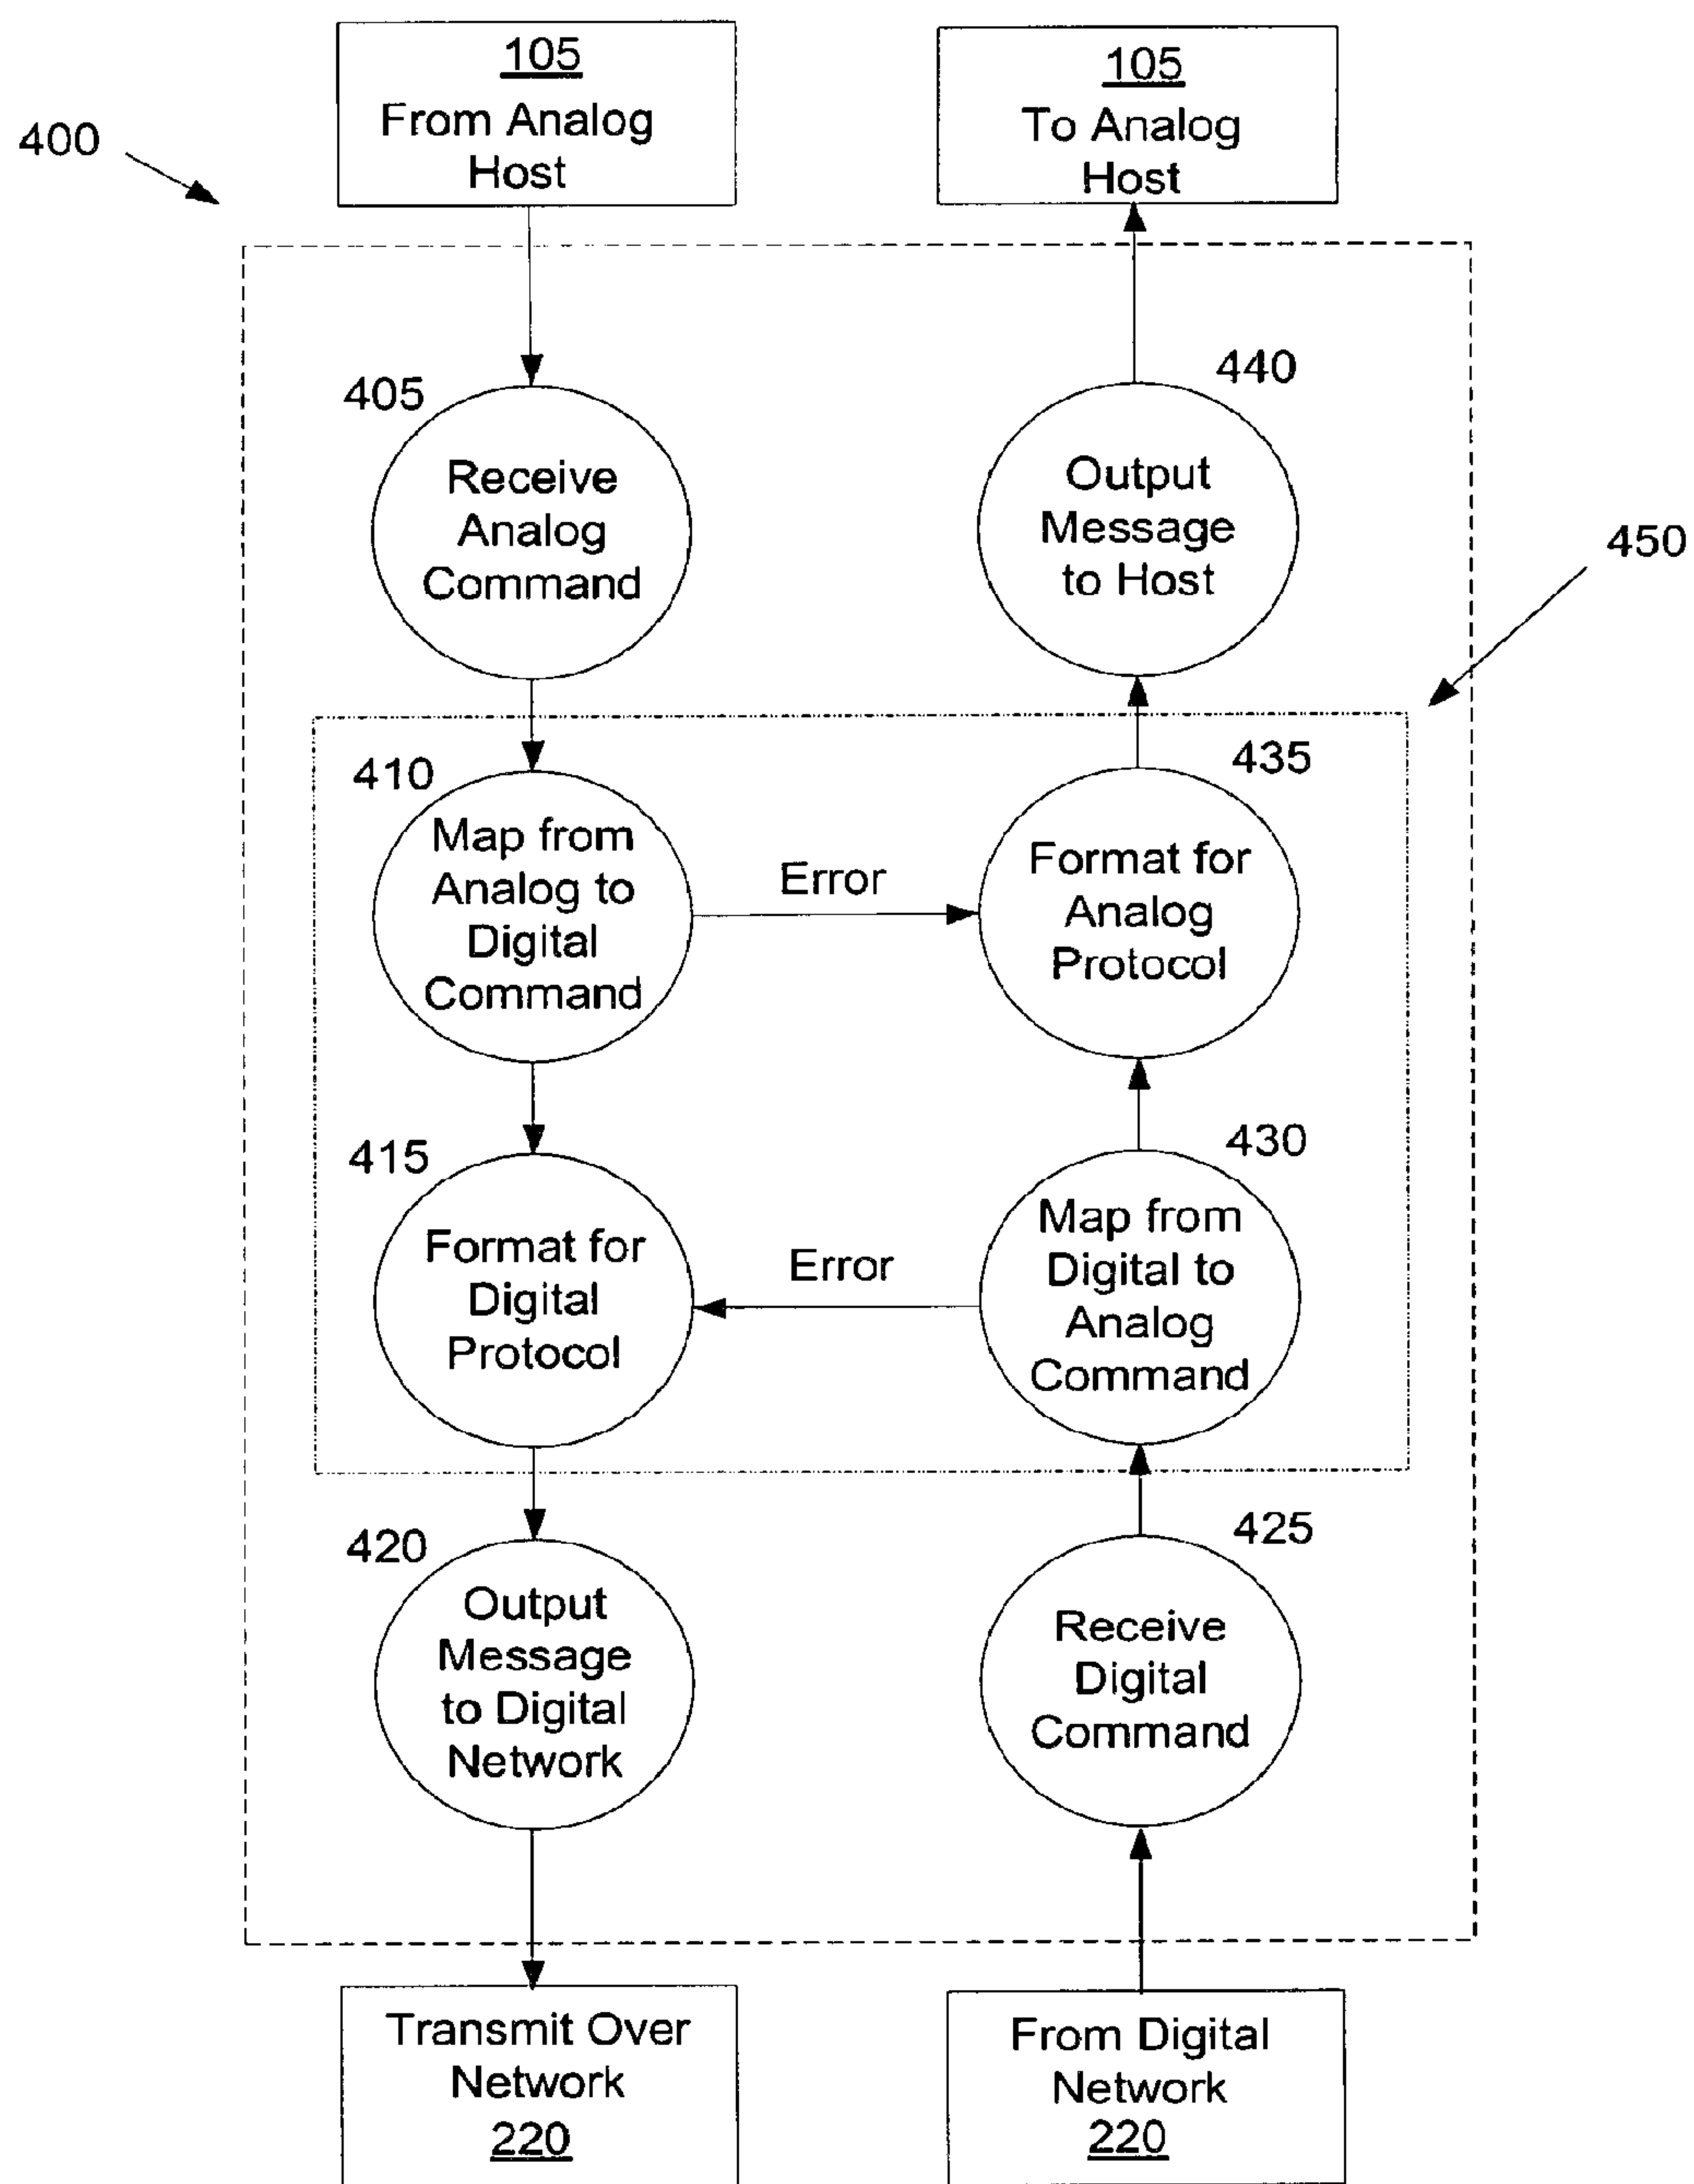 105
From Analog
Host
105
To Analog
Host
400
405
Receive
Analog
Command
440
Output
Message
to Host
450
410
Map from
Analog to
Digital
Command
Error
435
Format for
Analog
Protocol
415
Format for
Digital
Protocol
Error
430
Map from
Digital to
Analog
Command
420
Output
Message
to Digital
Network
425
Receive
Digital
Command
Transmit Over
Network
220
From Digital
Network
220